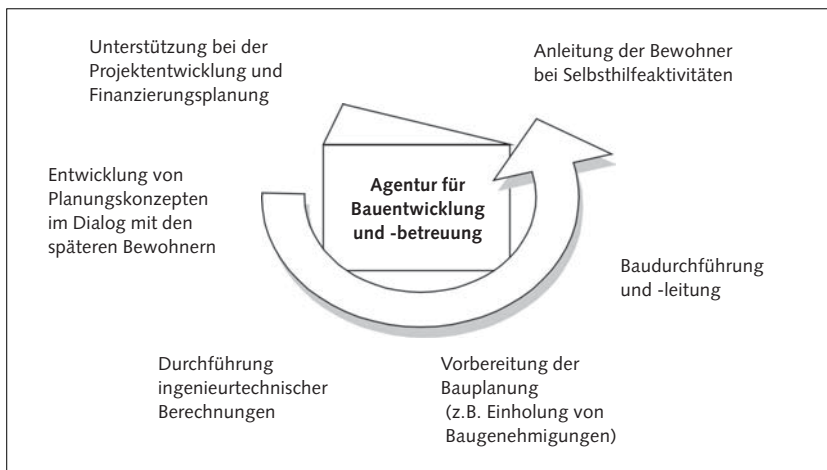 Unterstützung bei der
Projektentwicklung und
Finanzierungsplanung
Anleitung der Bewohner
bei Selbsthilfeaktivitäten
Entwicklung von
Planungskonzepten
im Dialog mit den
späteren Bewohnern
Agentur für
Bauentwicklung
und -betreuung
Baudurchführung
und -leitung
Durchführung
ingenieurtechnischer
Berechnungen
Vorbereitung der
Bauplanung
(z.B. Einholung von
Baugenehmigungen)